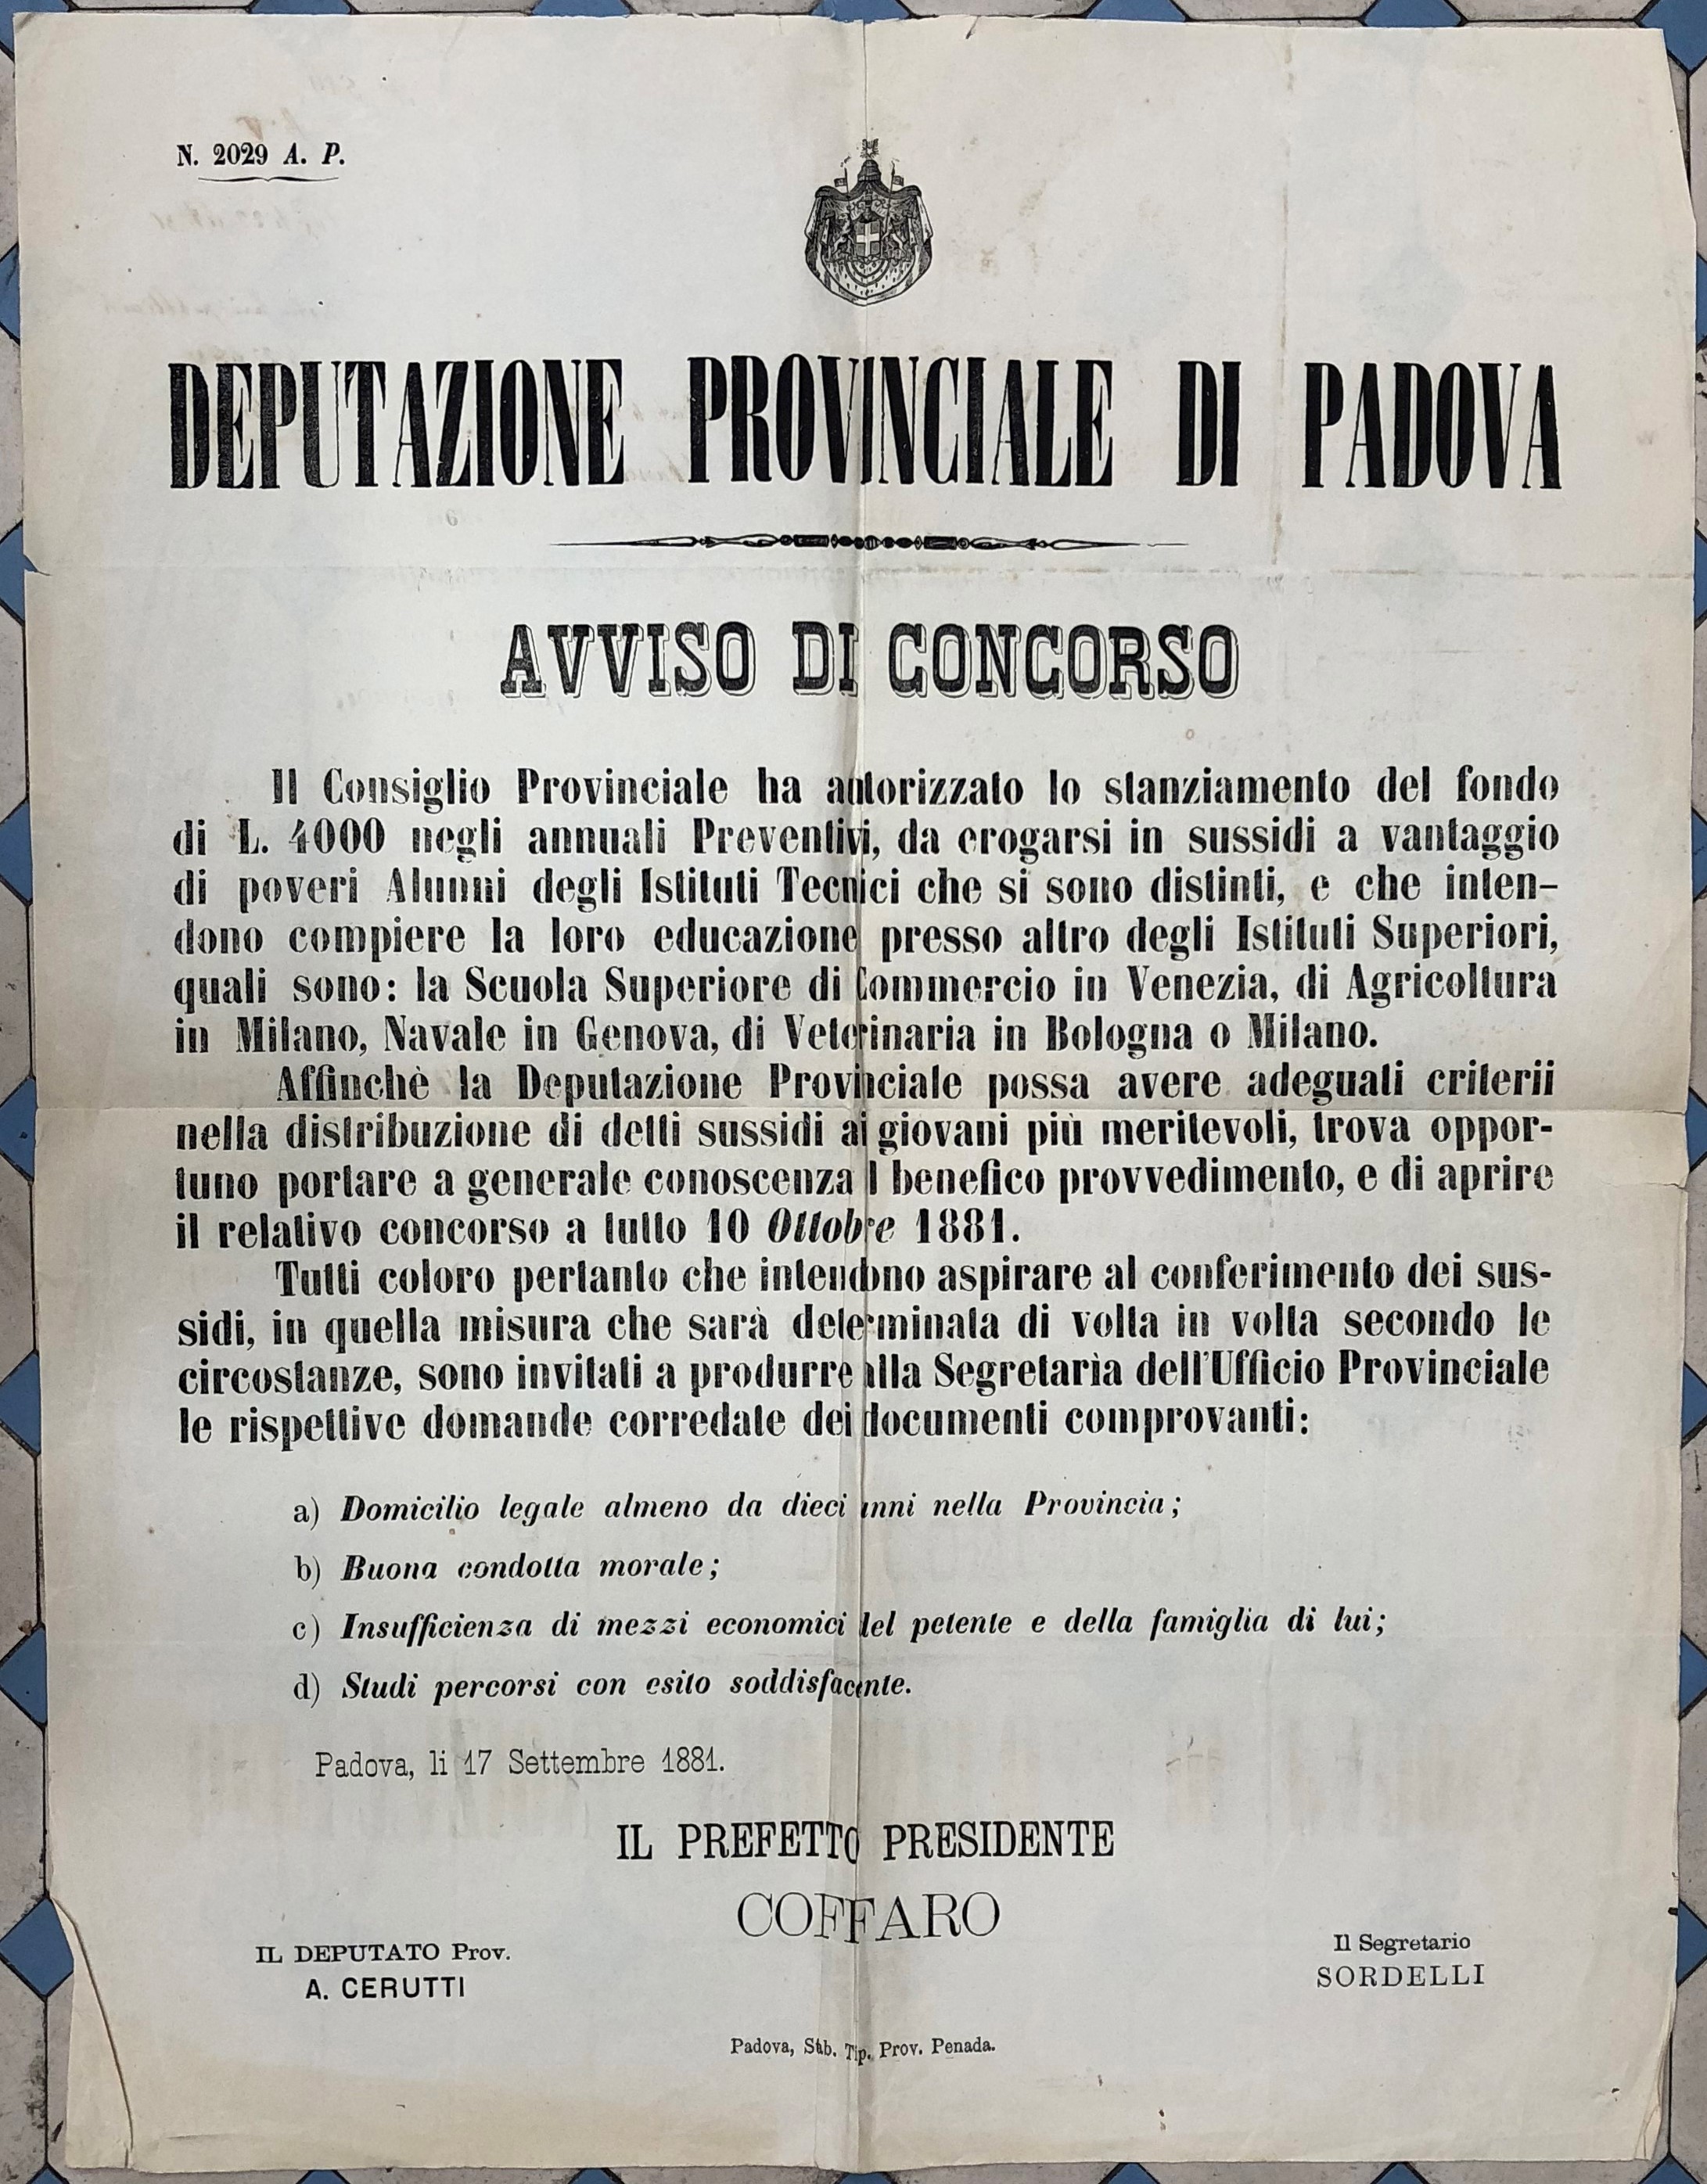 N. 2029 A. P.
DEPUTAZIONE PROVINCIALE DI PADOVA
AVVISO DI CONCORSO
Il Consiglio Provinciale ha autorizzato lo stanziamento del fondo
di L. 4000 negli annuali Preventivi, da erogarsi in sussidi a vantaggio
di poveri Alunni degli Istituti Tecnici che si sono distinti, e che inten-
dono compiere la loro educazione presso altro degli Istituti Superiori,
quali sono: la Scuola Superiore di Commercio in Venezia, di Agricoltura
in Milano, Navale in Genova, di Veterinaria in Bologna o Milano.
Affinchè la Deputazione Provinciale possa avere adeguati criterii
nella distribuzione di detti sussidi ai giovani più meritevoli, trova oppor-
tuno portare a generale conoscenza il benefico provvedimento, e di aprire
il relativo concorso a tutto 10 Ottobre 1881.
Tutti coloro pertanto che intendono aspirare al conferimento dei sus-
sidi, in quella misura che sarà determinata di volta in volta secondo le
circostanze, sono invitati a produrre alla Segretaria dell'Ufficio Provinciale
le rispettive domande corredate dei documenti comprovanti:
a) Domicilio legale almeno da dieci anni nella Provincia;
b) Buona condotta morale;
c) Insufficienza di mezzi economici del petente e della famiglia di lui;
d) Studi percorsi con esito soddisfacente.
Padova, li 17 Settembre 1881.
IL PREFETTO PRESIDENTE
COFFARO
IL DEPUTATO Prov.
A. CERUTTI
Il Segretario
SORDELLI
Padova, Stab. Tip. Prov. Penada.